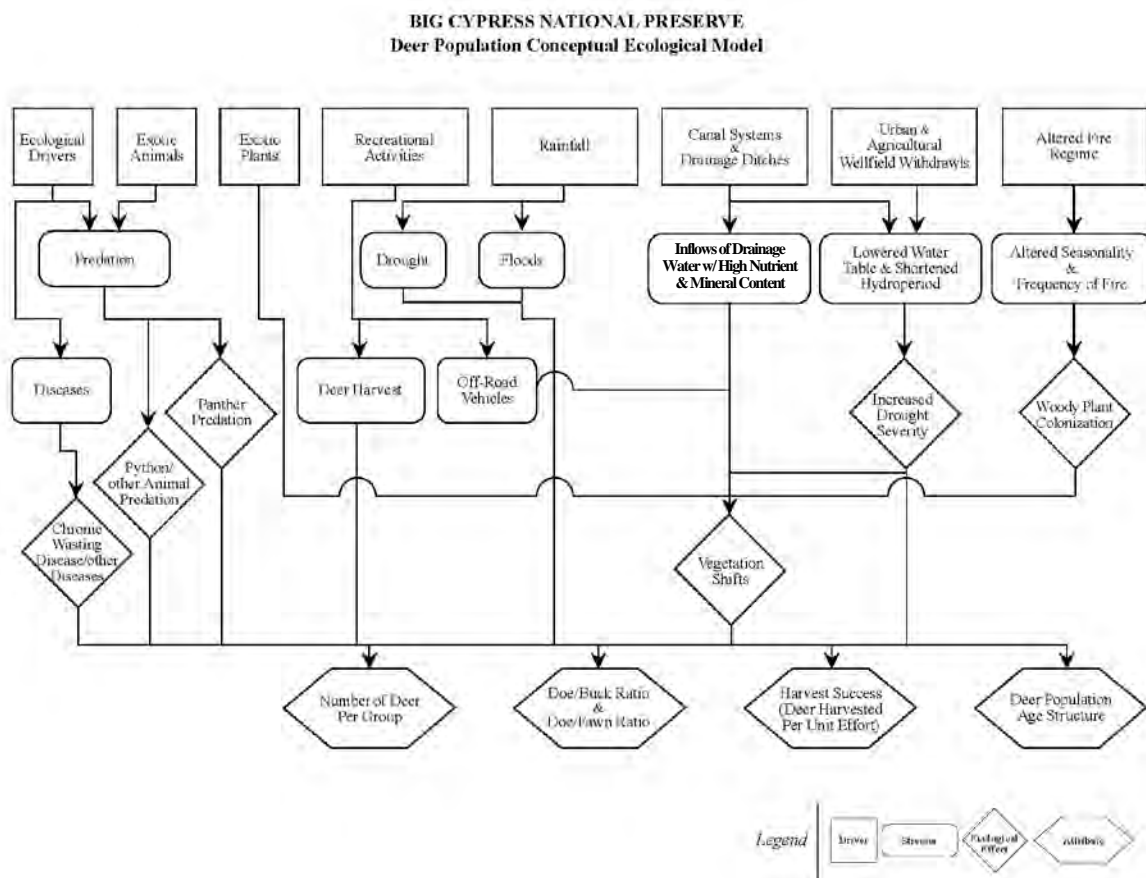 BIG CYPRESS NATIONAL PRESERVE
Deer Population Conceptual Ecological Model
Ecological
Drivers
Exotic
Animals
Exotic
Plants
Recreational
Activities
Rainfall
Canal Systems
&
Drainage Ditches
Urban &
Agricultural
Wellfield Withdrawls
Altered Fire
Regime
Predation
Drought
Floods
Inflows of Drainage
Water w/ High Nutrient
& Mineral Content
Lowered Water
Table & Shortened
Hydroperiod
Altered Seasonality
&
Frequency of Fire
Diseases
Panther
Predation
Deer Harvest
Off-Road
Vehicles
Increased
Drought
Severity
Woody Plant
Colonization
Python/
other Animal
Predation
Chronic
Wasting
Disease/other
Diseases
Vegetation
Shifts
Number of Deer
Per Group
Doe/Buck Ratio
&
Doe/Fawn Ratio
Harvest Success
(Deer Harvested
Per Unit Effort)
Deer Population
Age Structure
Legend
Driver
Stressor
Ecological
Effect
Attribute